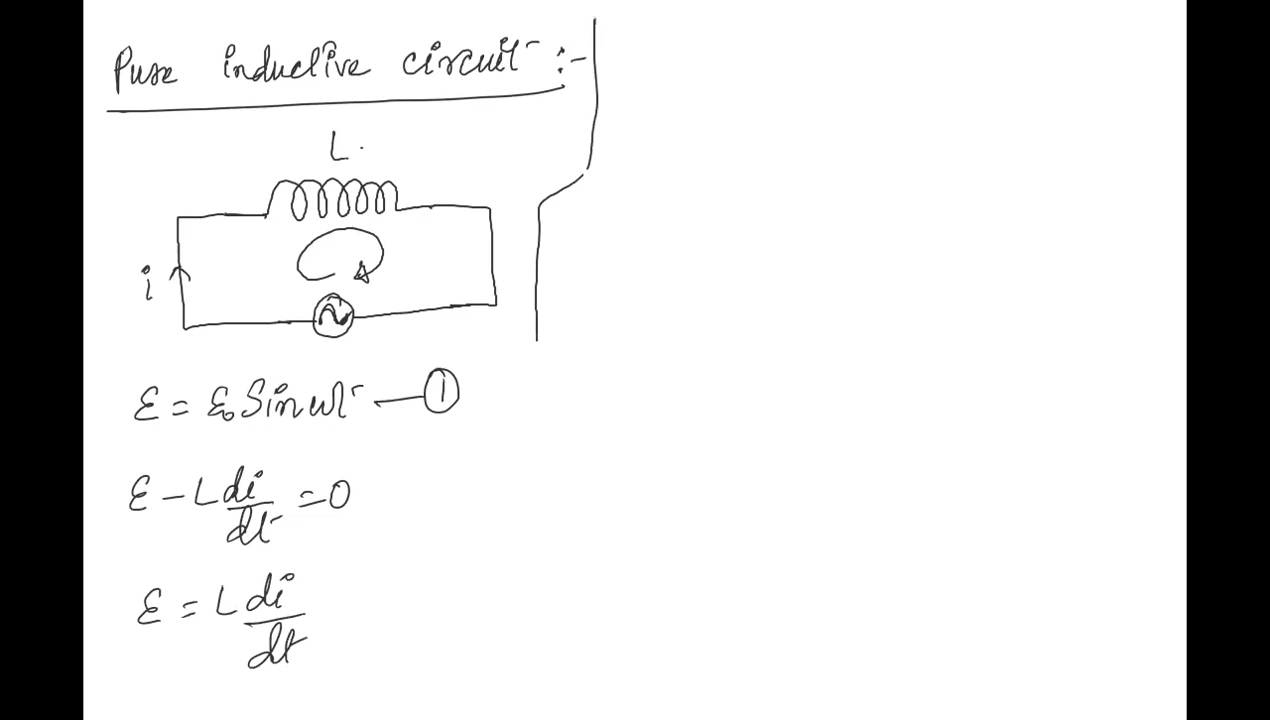 Pure inductive circuit :-
L
i
ε = ε₀ Sin ωt — ①
ε - L di/dt = 0
ε = L di/dt